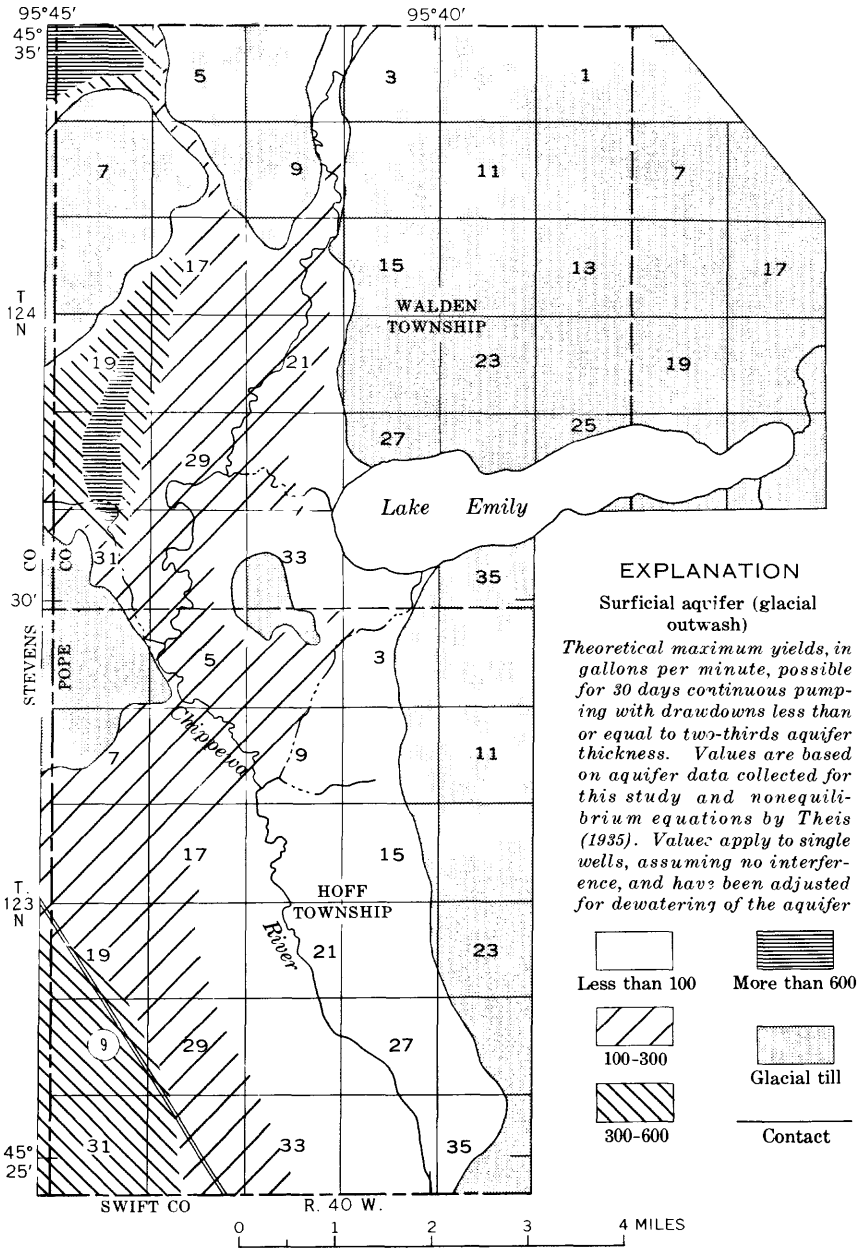 95°45′
95°40′
45°
35′
5
3
1
7
9
11
7
17
15
13
17
T
124
N
WALDEN
TOWNSHIP
19
21
23
19
29
27
25
Lake Emily
31
33
35
STEVENS CO
POPE CO
30′
5
3
Chippewa
7
9
11
17
15
T.
123
N
HOFF
TOWNSHIP
River
19
21
23
9
29
27
31
33
35
45°
25′
SWIFT CO
R. 40 W.
0 1 2 3 4 MILES
EXPLANATION
Surficial aquifer (glacial
outwash)
Theoretical maximum yields, in
gallons per minute, possible
for 30 days continuous pump-
ing with drawdowns less than
or equal to two-thirds aquifer
thickness. Values are based
on aquifer data collected for
this study and nonequili-
brium equations by Theis
(1935). Values apply to single
wells, assuming no interfer-
ence, and have been adjusted
for dewatering of the aquifer
Less than 100
More than 600
100-300
Glacial till
300-600
Contact